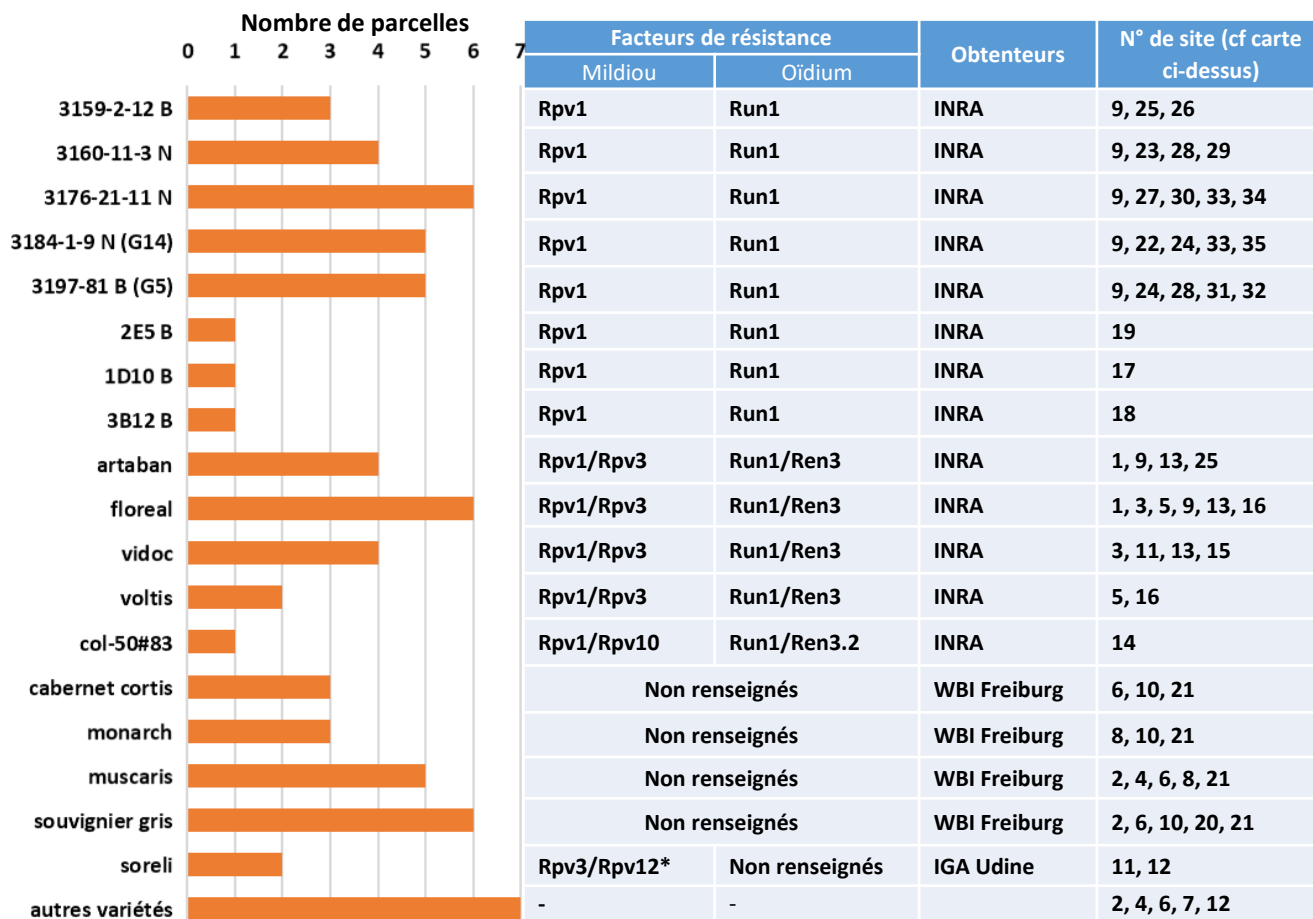 Nombre de parcelles
0 1 2 3 4 5 6 7
Facteurs de résistance Obtenteurs N° de site (cf carte ci-dessus)
Mildiou Oïdium
3159-2-12 B Rpv1 Run1 INRA 9, 25, 26
3160-11-3 N Rpv1 Run1 INRA 9, 23, 28, 29
3176-21-11 N Rpv1 Run1 INRA 9, 27, 30, 33, 34
3184-1-9 N (G14) Rpv1 Run1 INRA 9, 22, 24, 33, 35
3197-81 B (G5) Rpv1 Run1 INRA 9, 24, 28, 31, 32
2E5 B Rpv1 Run1 INRA 19
1D10 B Rpv1 Run1 INRA 17
3B12 B Rpv1 Run1 INRA 18
artaban Rpv1/Rpv3 Run1/Ren3 INRA 1, 9, 13, 25
floreal Rpv1/Rpv3 Run1/Ren3 INRA 1, 3, 5, 9, 13, 16
vidoc Rpv1/Rpv3 Run1/Ren3 INRA 3, 11, 13, 15
voltis Rpv1/Rpv3 Run1/Ren3 INRA 5, 16
col-50#83 Rpv1/Rpv10 Run1/Ren3.2 INRA 14
cabernet cortis Non renseignés WBI Freiburg 6, 10, 21
monarch Non renseignés WBI Freiburg 8, 10, 21
muscaris Non renseignés WBI Freiburg 2, 4, 6, 8, 21
souvignier gris Non renseignés WBI Freiburg 2, 6, 10, 20, 21
soreli Rpv3/Rpv12* Non renseignés IGA Udine 11, 12
autres variétés - - 2, 4, 6, 7, 12